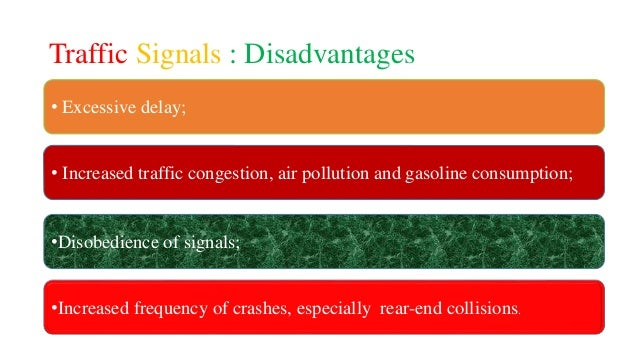 Traffic Signals : Disadvantages
• Excessive delay;
• Increased traffic congestion, air pollution and gasoline consumption;
•Disobedience of signals;
•Increased frequency of crashes, especially rear-end collisions.